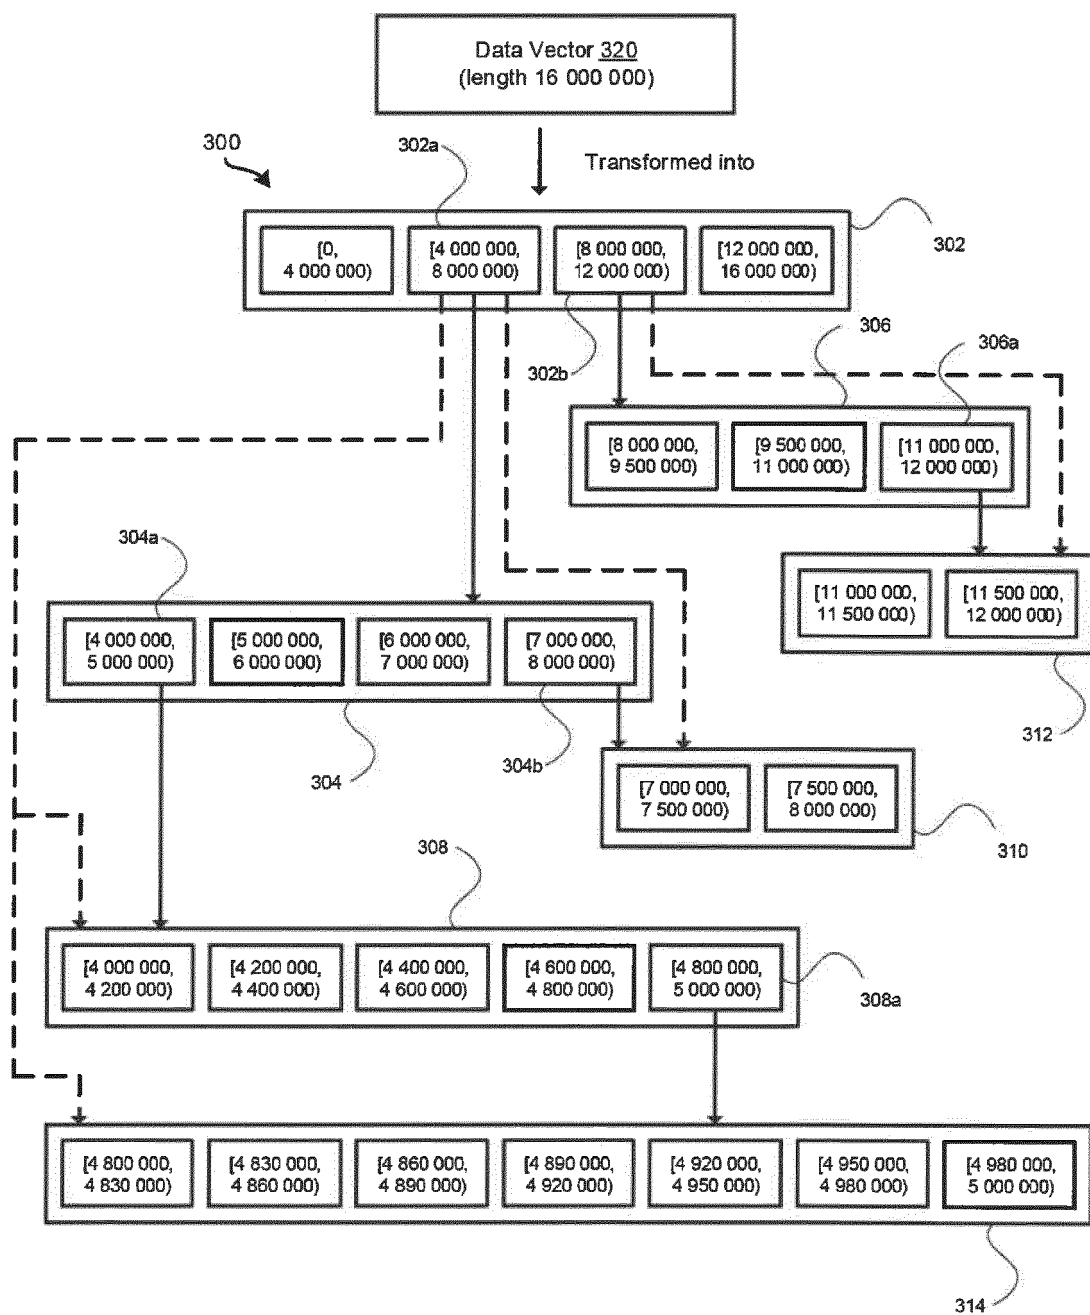 Data Vector 320
(length 16 000 000)
300
302a
Transformed into
302
[0,
4 000 000)
[4 000 000,
8 000 000)
[8 000 000,
12 000 000)
[12 000 000,
16 000 000)
306
306a
302b
[8 000 000,
9 500 000)
[9 500 000,
11 000 000)
[11 000 000,
12 000 000)
304a
[11 000 000,
11 500 000)
[11 500 000,
12 000 000)
[4 000 000,
5 000 000)
[5 000 000,
6 000 000)
[6 000 000,
7 000 000)
[7 000 000,
8 000 000)
312
304
304b
[7 000 000,
7 500 000)
[7 500 000,
8 000 000)
308
310
[4 000 000,
4 200 000)
[4 200 000,
4 400 000)
[4 400 000,
4 600 000)
[4 600 000,
4 800 000)
[4 800 000,
5 000 000)
308a
[4 800 000,
4 830 000)
[4 830 000,
4 860 000)
[4 860 000,
4 890 000)
[4 890 000,
4 920 000)
[4 920 000,
4 950 000)
[4 950 000,
4 980 000)
[4 980 000,
5 000 000)
314